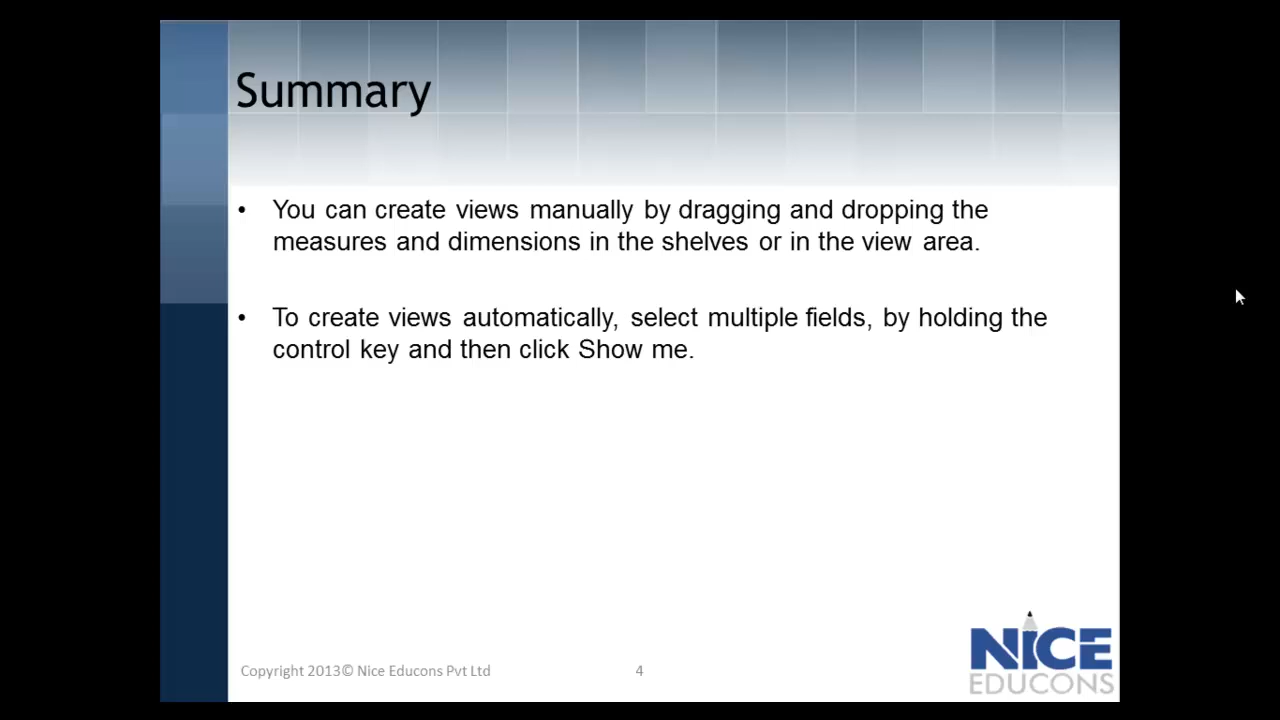 Summary
• You can create views manually by dragging and dropping the
measures and dimensions in the shelves or in the view area.
• To create views automatically, select multiple fields, by holding the
control key and then click Show me.
Copyright 2013© Nice Educons Pvt Ltd
4
NICE
EDUCONS